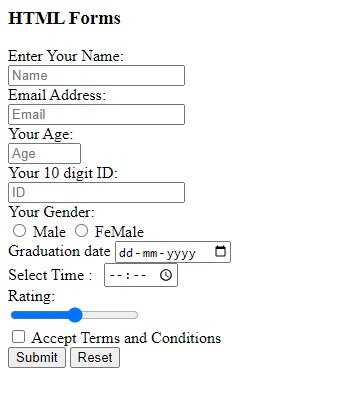 HTML Forms
Enter Your Name:
Name
Email Address:
Email
Your Age:
Age
Your 10 digit ID:
ID
Your Gender:
Male FeMale
Graduation date dd-mm-yyyy
Select Time : --:--
Rating:
Accept Terms and Conditions
Submit Reset